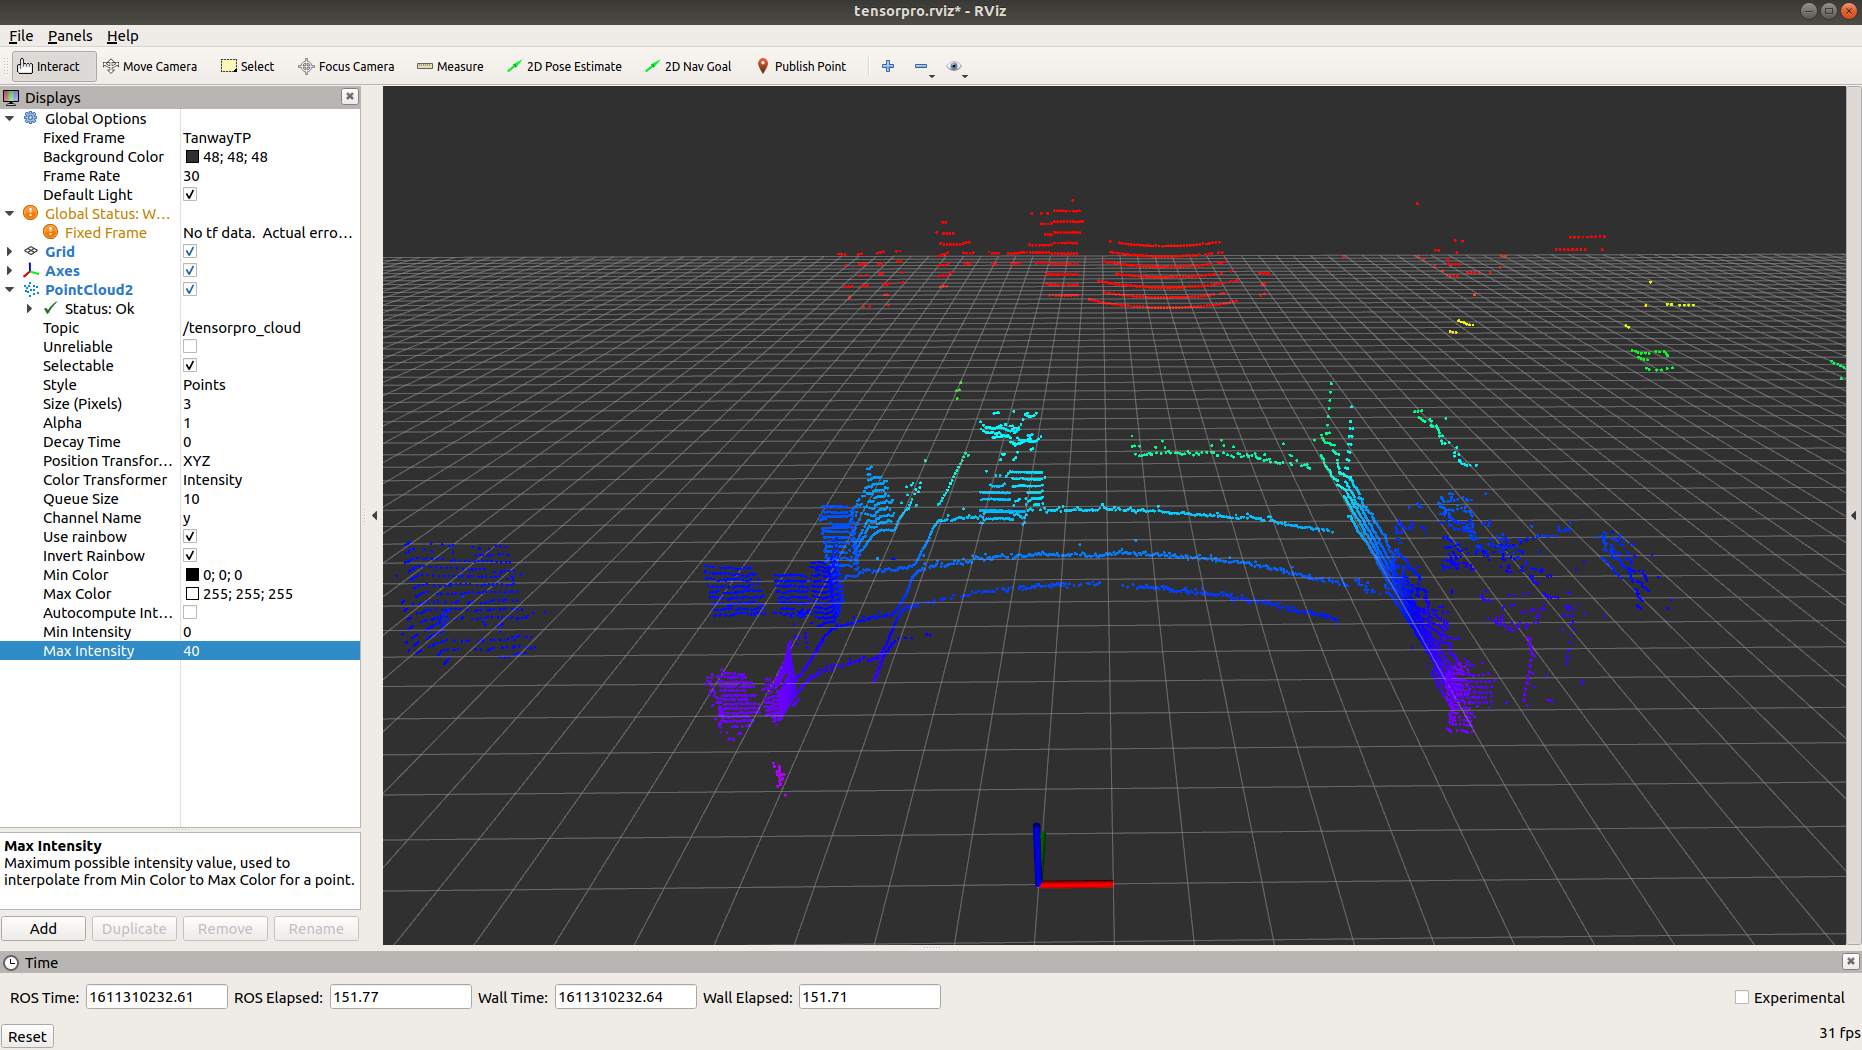 tensorpro.rviz* - RViz
File Panels Help
Interact Move Camera Select Focus Camera Measure 2D Pose Estimate 2D Nav Goal Publish Point
Displays
Global Options
Fixed Frame TanwayTP
Background Color 48; 48; 48
Frame Rate 30
Default Light
Global Status: W...
Fixed Frame No tf data. Actual erro...
Grid
Axes
PointCloud2
Status: Ok
Topic /tensorpro_cloud
Unreliable
Selectable
Style Points
Size (Pixels) 3
Alpha 1
Decay Time 0
Position Transfor... XYZ
Color Transformer Intensity
Queue Size 10
Channel Name y
Use rainbow
Invert Rainbow
Min Color 0; 0; 0
Max Color 255; 255; 255
Autocompute Int...
Min Intensity 0
Max Intensity 40
Max Intensity
Maximum possible intensity value, used to
interpolate from Min Color to Max Color for a point.
Add Duplicate Remove Rename
Time
ROS Time: 1611310232.61 ROS Elapsed: 151.77 Wall Time: 1611310232.64 Wall Elapsed: 151.71 Experimental
Reset 31 fps